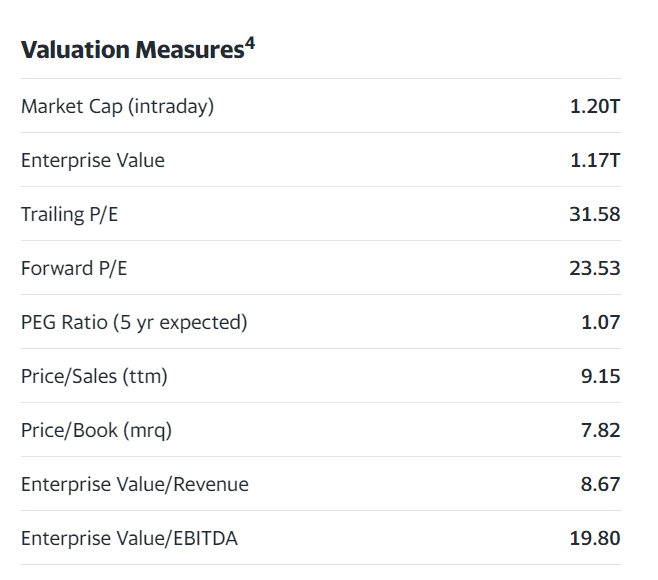 Valuation Measures4
Market Cap (intraday) 1.20T
Enterprise Value 1.17T
Trailing P/E 31.58
Forward P/E 23.53
PEG Ratio (5 yr expected) 1.07
Price/Sales (ttm) 9.15
Price/Book (mrq) 7.82
Enterprise Value/Revenue 8.67
Enterprise Value/EBITDA 19.80